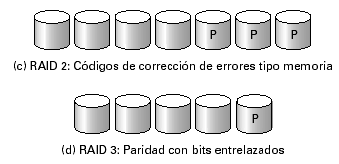 P P P
(c) RAID 2: Códigos de corrección de errores tipo memoria
P
(d) RAID 3: Paridad con bits entrelazados